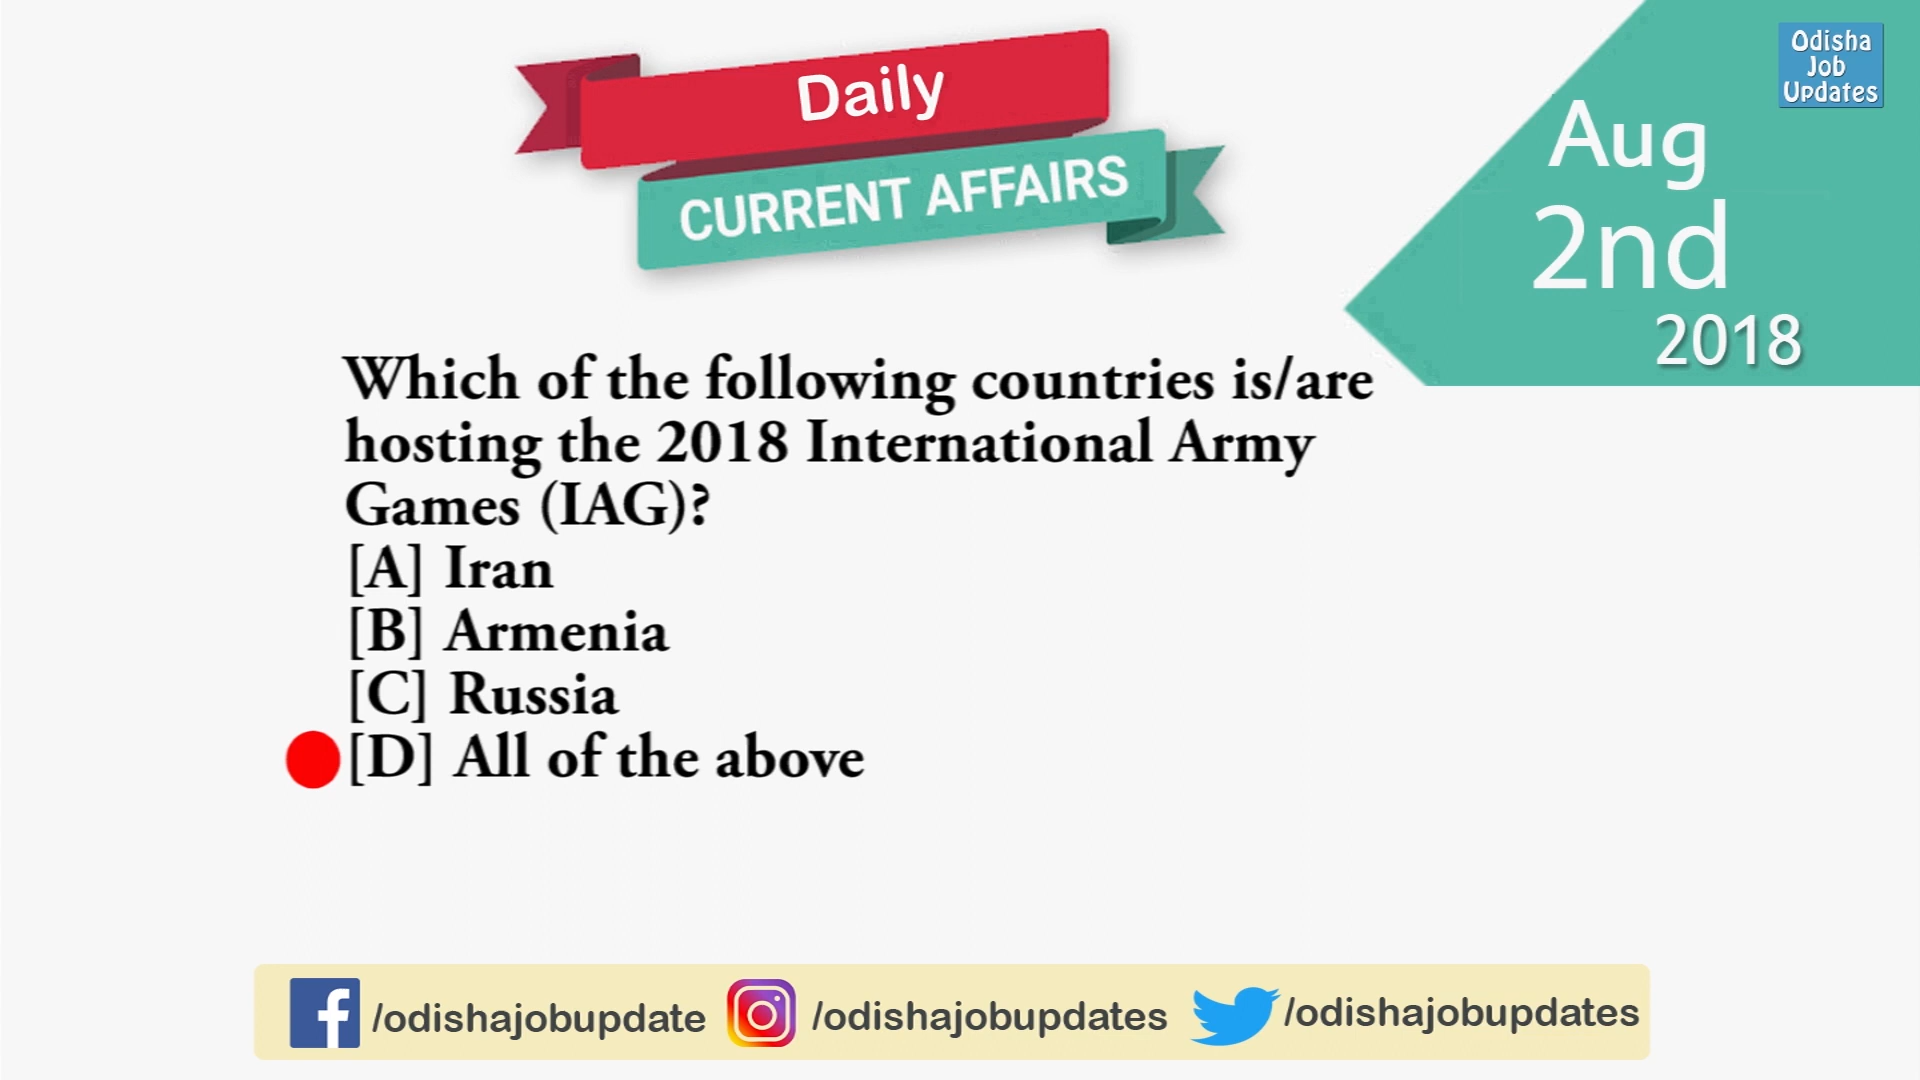 Daily
CURRENT AFFAIRS
Odisha
Job
Updates
Aug
2nd
2018
Which of the following countries is/are
hosting the 2018 International Army
Games (IAG)?
[A] Iran
[B] Armenia
[C] Russia
[D] All of the above
/odishajobupdate /odishajobupdates /odishajobupdates